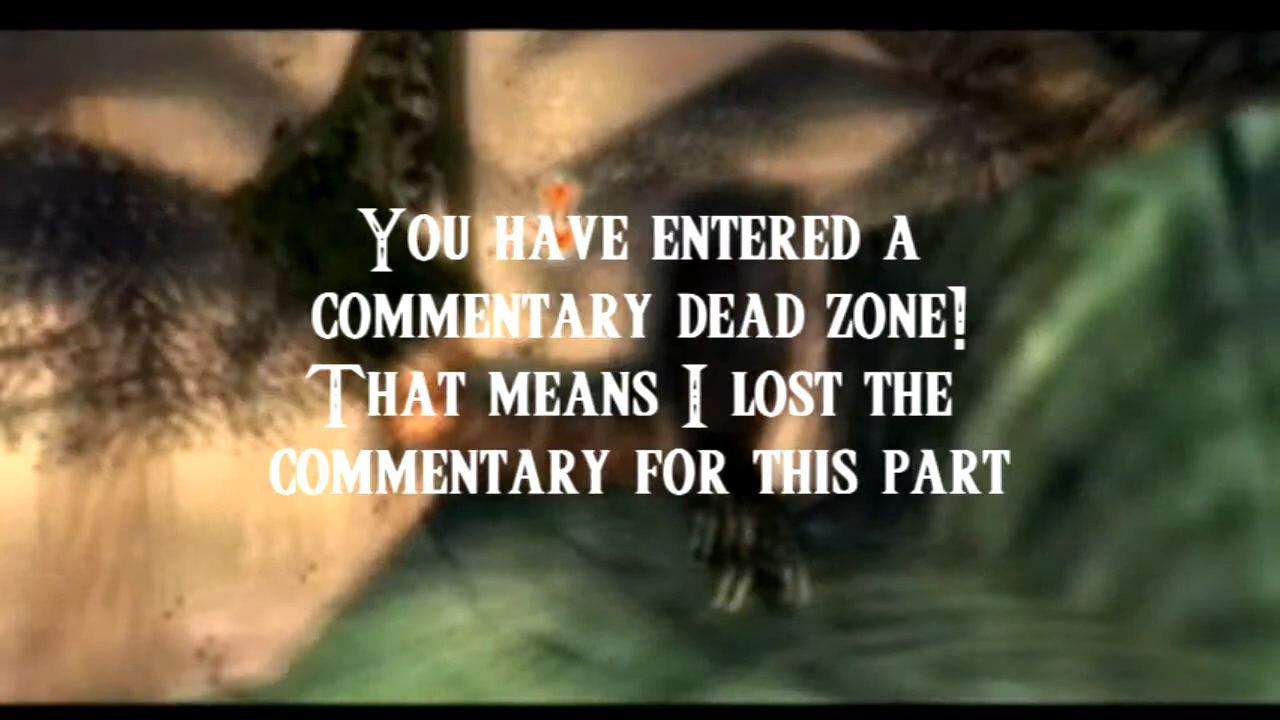 You have entered a
commentary dead zone!
That means I lost the
commentary for this part